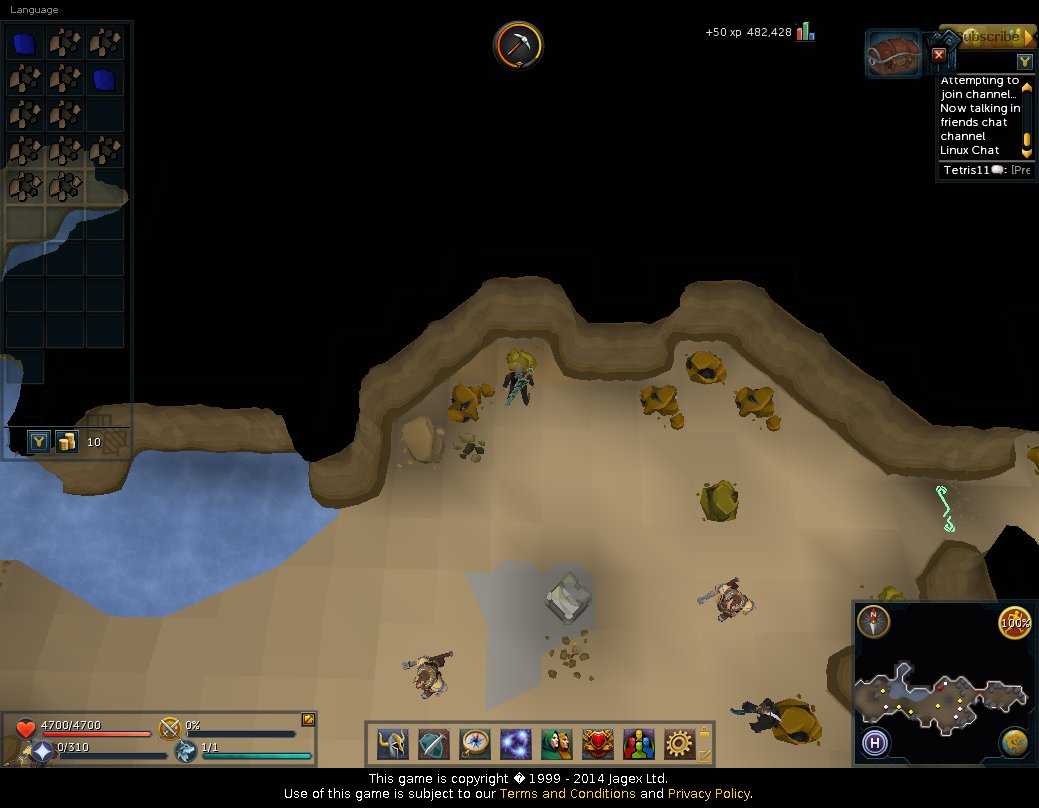 Language
+50 xp 482,428
Subscribe
Attempting to
join channel...
Now talking in
friends chat
channel
Linux Chat
Tetris11: [Pre
10
N
100%
H
4700/4700
0%
0/310
1/1
This game is copyright � 1999 - 2014 Jagex Ltd.
Use of this game is subject to our Terms and Conditions and Privacy Policy.